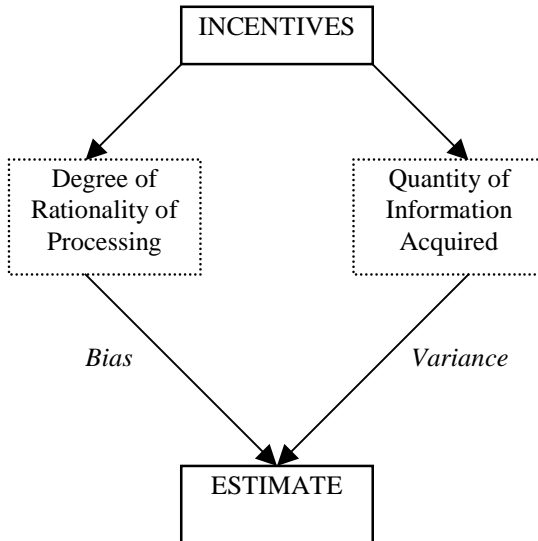 INCENTIVES
Degree of
Rationality of
Processing
Quantity of
Information
Acquired
Bias
Variance
ESTIMATE